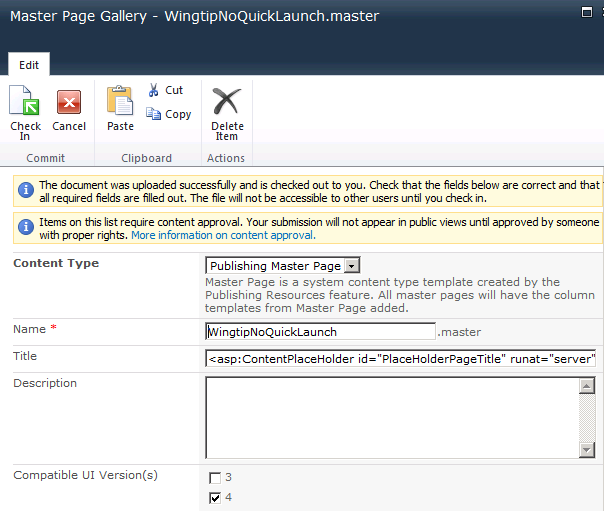 Master Page Gallery - WingtipNoQuickLaunch.master
Edit
Check In
Cancel
Paste
Cut
Copy
Delete Item
Commit
Clipboard
Actions
The document was uploaded successfully and is checked out to you. Check that the fields below are correct and that
all required fields are filled out. The file will not be accessible to other users until you check in.
Items on this list require content approval. Your submission will not appear in public views until approved by someone
with proper rights. More information on content approval.
Content Type
Publishing Master Page
Master Page is a system content type template created by the
Publishing Resources feature. All master pages will have the column
templates from Master Page added.
Name *
WingtipNoQuickLaunch .master
Title
<asp:ContentPlaceHolder id="PlaceHolderPageTitle" runat="server"
Description
Compatible UI Version(s)
3
4